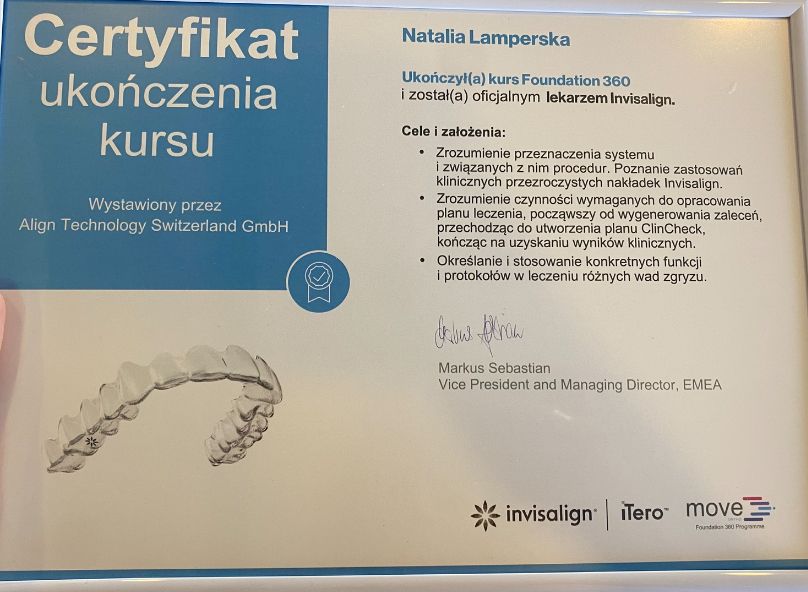 Certyfikat
ukończenia
kursu
Wystawiony przez
Align Technology Switzerland GmbH
Natalia Lamperska
Ukończył(a) kurs Foundation 360
i został(a) oficjalnym lekarzem Invisalign.
Cele i założenia:
• Zrozumienie przeznaczenia systemu
i związanych z nim procedur. Poznanie zastosowań
klinicznych przezroczystych nakładek Invisalign.
• Zrozumienie czynności wymaganych do opracowania
planu leczenia, począwszy od wygenerowania zaleceń,
przechodząc do utworzenia planu ClinCheck,
kończąc na uzyskaniu wyników klinicznych.
• Określanie i stosowanie konkretnych funkcji
i protokołów w leczeniu różnych wad zgryzu.
Markus Sebastian
Vice President and Managing Director, EMEA
invisalign® | iTero™ move
Foundation 360 Programme